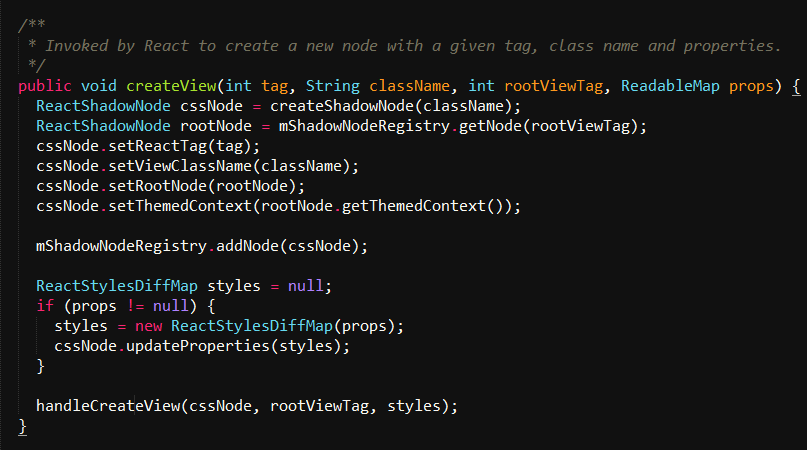 /**
 * Invoked by React to create a new node with a given tag, class name and properties.
 */
public void createView(int tag, String className, int rootViewTag, ReadableMap props) {
  ReactShadowNode cssNode = createShadowNode(className);
  ReactShadowNode rootNode = mShadowNodeRegistry.getNode(rootViewTag);
  cssNode.setReactTag(tag);
  cssNode.setViewClassName(className);
  cssNode.setRootNode(rootNode);
  cssNode.setThemedContext(rootNode.getThemedContext());

  mShadowNodeRegistry.addNode(cssNode);

  ReactStylesDiffMap styles = null;
  if (props != null) {
    styles = new ReactStylesDiffMap(props);
    cssNode.updateProperties(styles);
  }

  handleCreateView(cssNode, rootViewTag, styles);
}